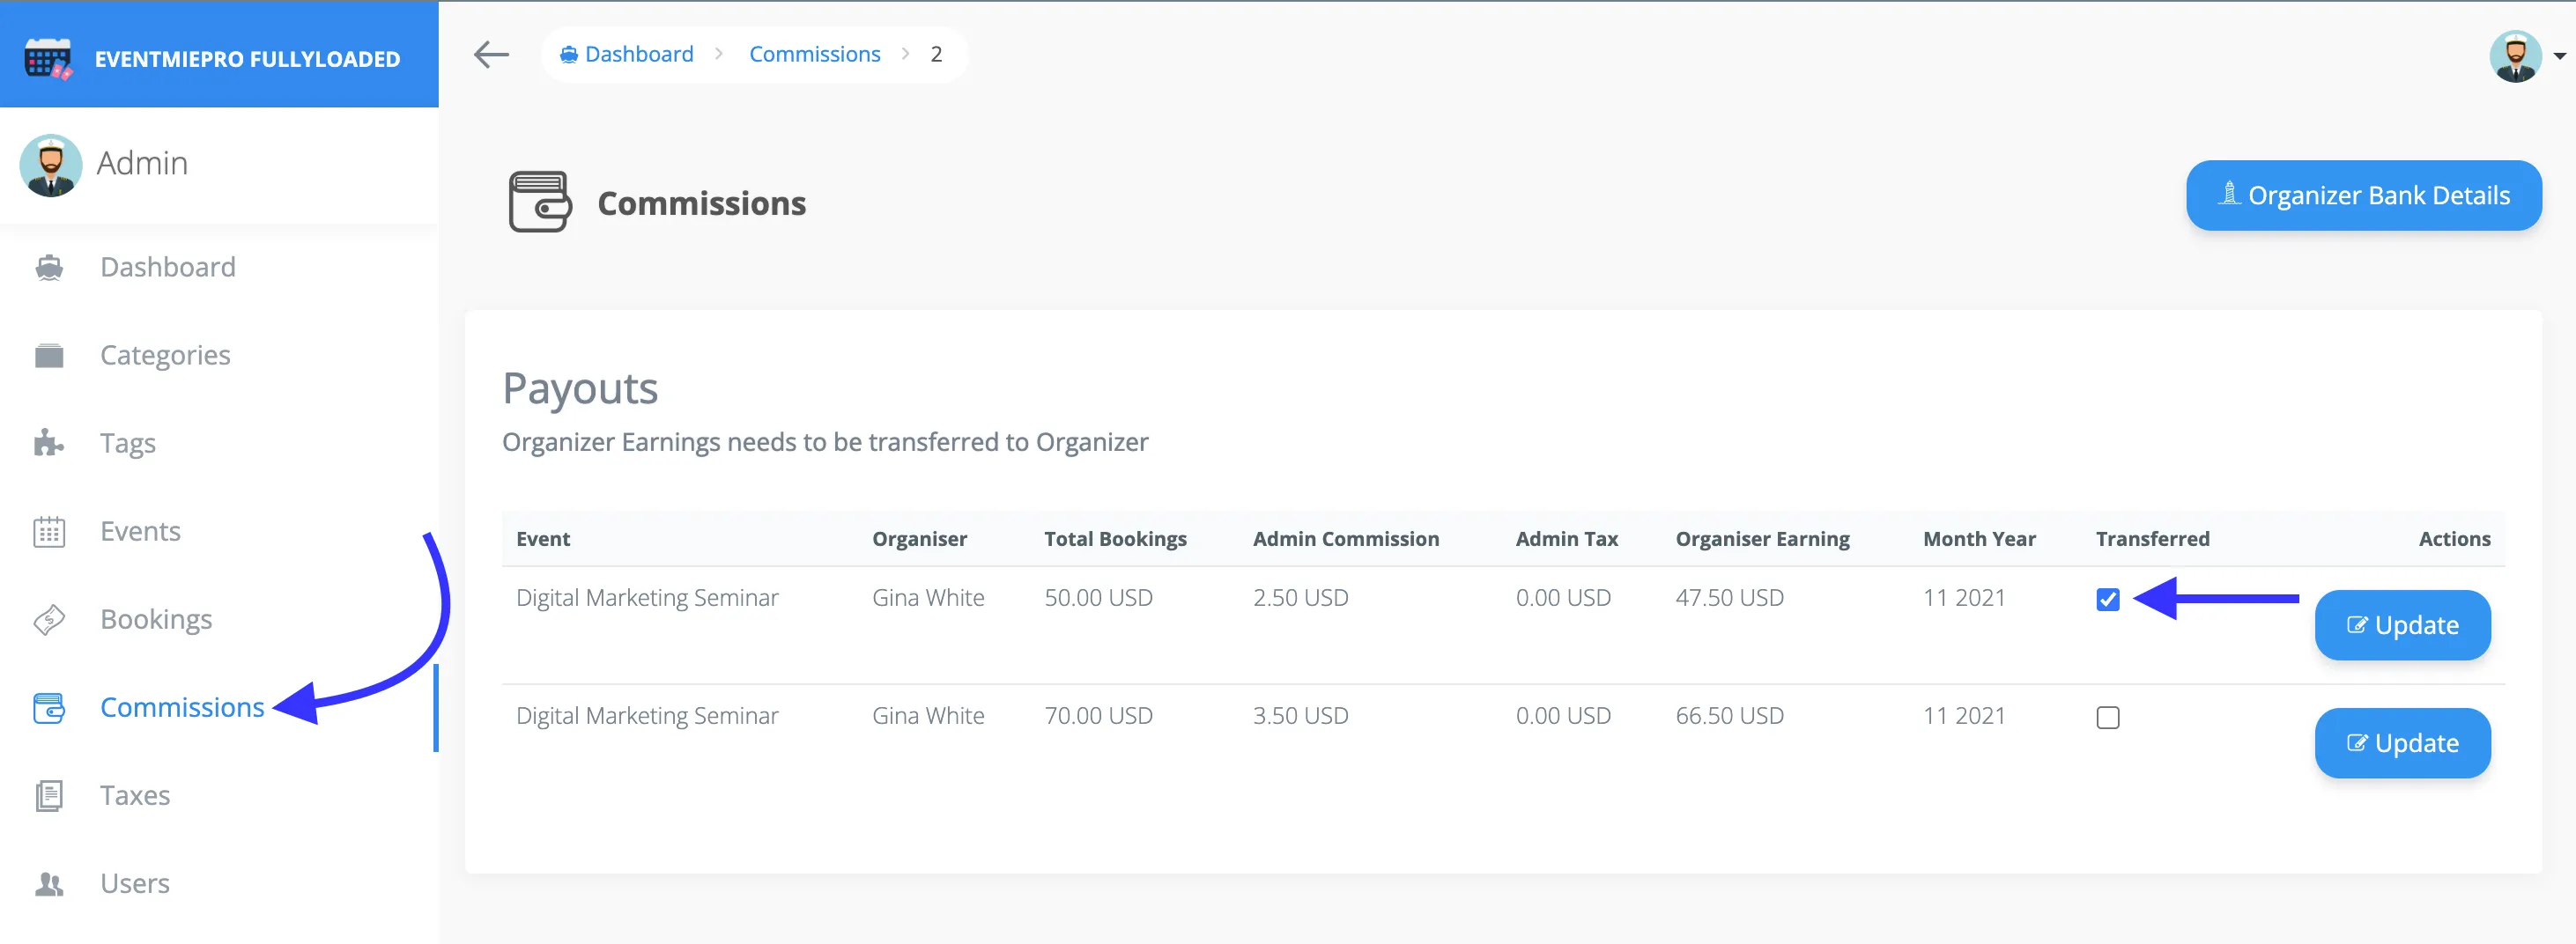 EVENTMIEPRO FULLYLOADED
Dashboard Commissions 2
Admin
Dashboard
Categories
Tags
Events
Bookings
Commissions
Taxes
Users
Commissions
Organizer Bank Details
Payouts
Organizer Earnings needs to be transferred to Organizer
Event Organiser Total Bookings Admin Commission Admin Tax Organiser Earning Month Year Transferred Actions
Digital Marketing Seminar Gina White 50.00 USD 2.50 USD 0.00 USD 47.50 USD 11 2021 Update
Digital Marketing Seminar Gina White 70.00 USD 3.50 USD 0.00 USD 66.50 USD 11 2021 Update